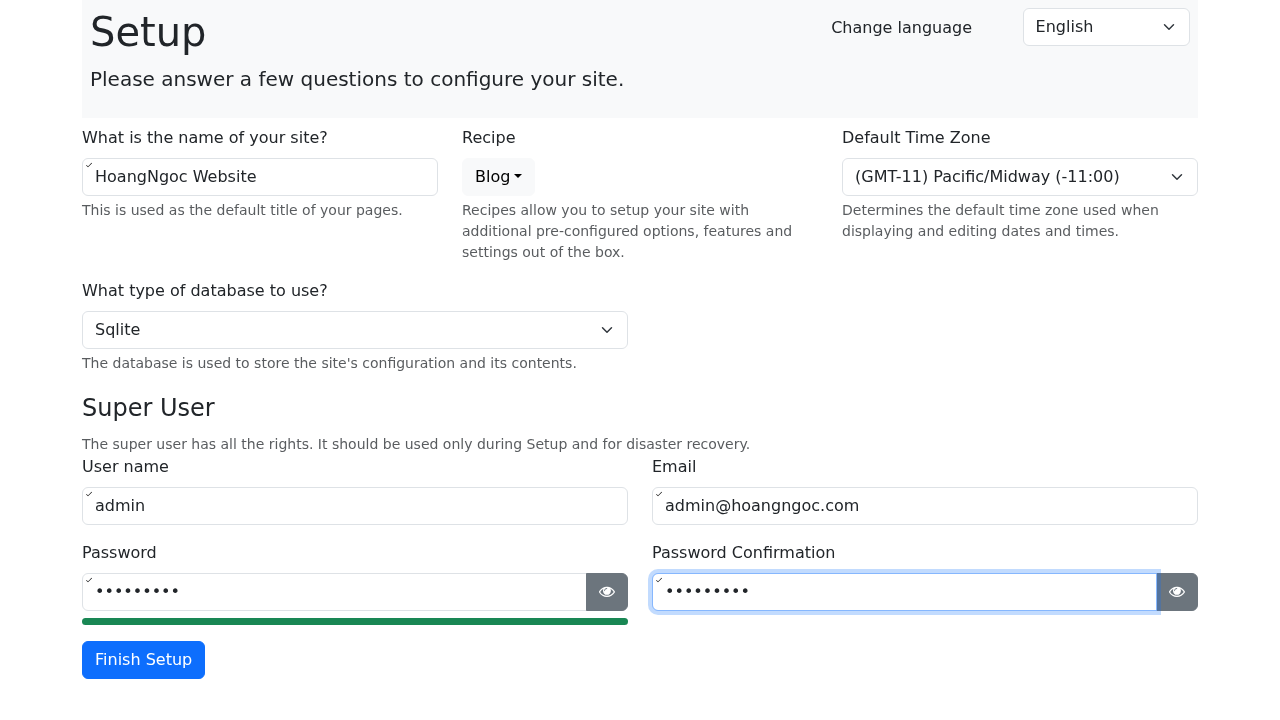 Setup
Change language
English
Please answer a few questions to configure your site.
What is the name of your site?
HoangNgoc Website
This is used as the default title of your pages.
Recipe
Blog
Recipes allow you to setup your site with
additional pre-configured options, features and
settings out of the box.
Default Time Zone
(GMT-11) Pacific/Midway (-11:00)
Determines the default time zone used when
displaying and editing dates and times.
What type of database to use?
Sqlite
The database is used to store the site's configuration and its contents.
Super User
The super user has all the rights. It should be used only during Setup and for disaster recovery.
User name
admin
Email
admin@hoangngoc.com
Password
•••••••••
Password Confirmation
•••••••••
Finish Setup